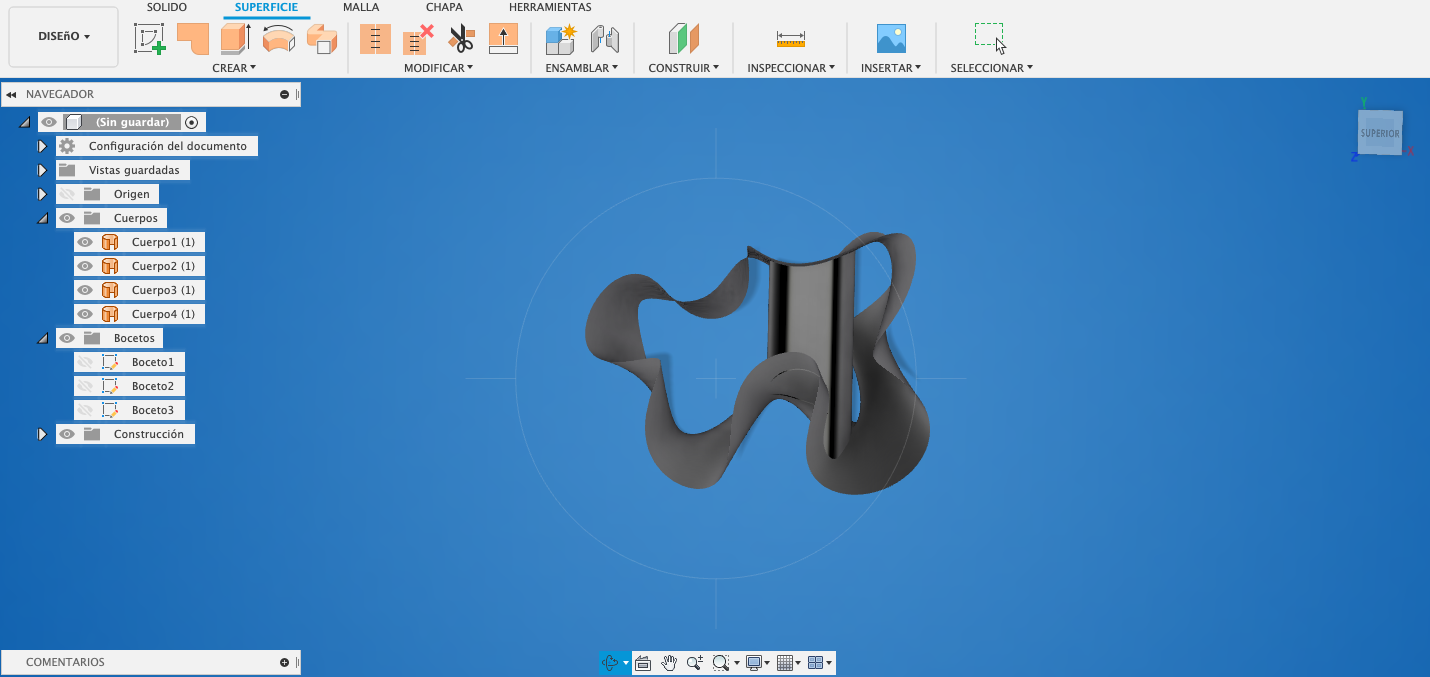 SOLIDO SUPERFICIE MALLA CHAPA HERRAMIENTAS
DISEñO
CREAR MODIFICAR ENSAMBLAR CONSTRUIR INSPECCIONAR INSERTAR SELECCIONAR
NAVEGADOR
(Sin guardar)
Configuración del documento
Vistas guardadas
Origen
Cuerpos
Cuerpo1 (1)
Cuerpo2 (1)
Cuerpo3 (1)
Cuerpo4 (1)
Bocetos
Boceto1
Boceto2
Boceto3
Construcción
Y
SUPERIOR
Z X
COMENTARIOS